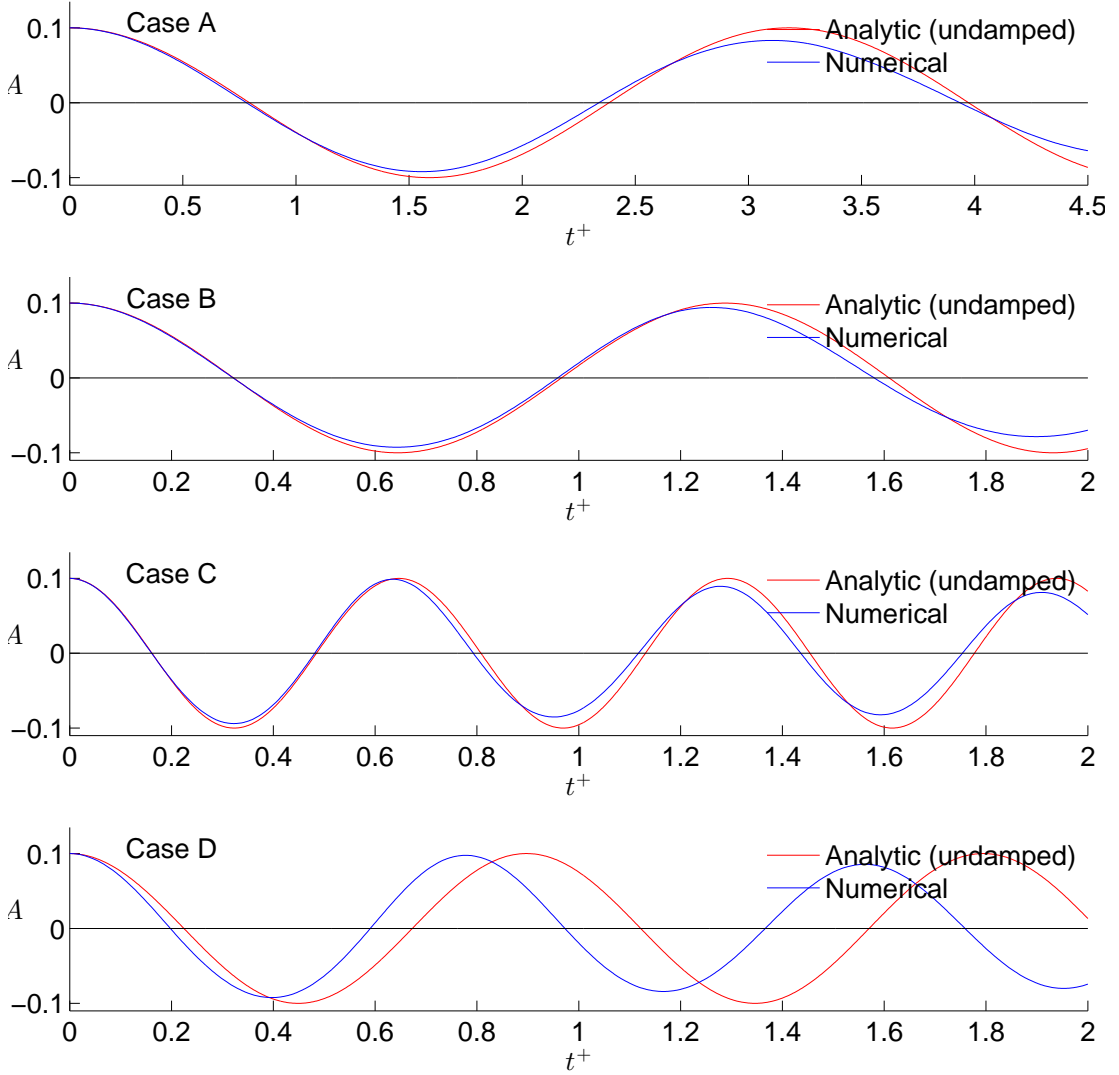 Case A
Analytic (undamped)
Numerical
0.1
A
0
−0.1
0 0.5 1 1.5 2 2.5 3 3.5 4 4.5
t+
Case B
Analytic (undamped)
Numerical
0.1
A
0
−0.1
0 0.2 0.4 0.6 0.8 1 1.2 1.4 1.6 1.8 2
t+
Case C
Analytic (undamped)
Numerical
0.1
A
0
−0.1
0 0.2 0.4 0.6 0.8 1 1.2 1.4 1.6 1.8 2
t+
Case D
Analytic (undamped)
Numerical
0.1
A
0
−0.1
0 0.2 0.4 0.6 0.8 1 1.2 1.4 1.6 1.8 2
t+